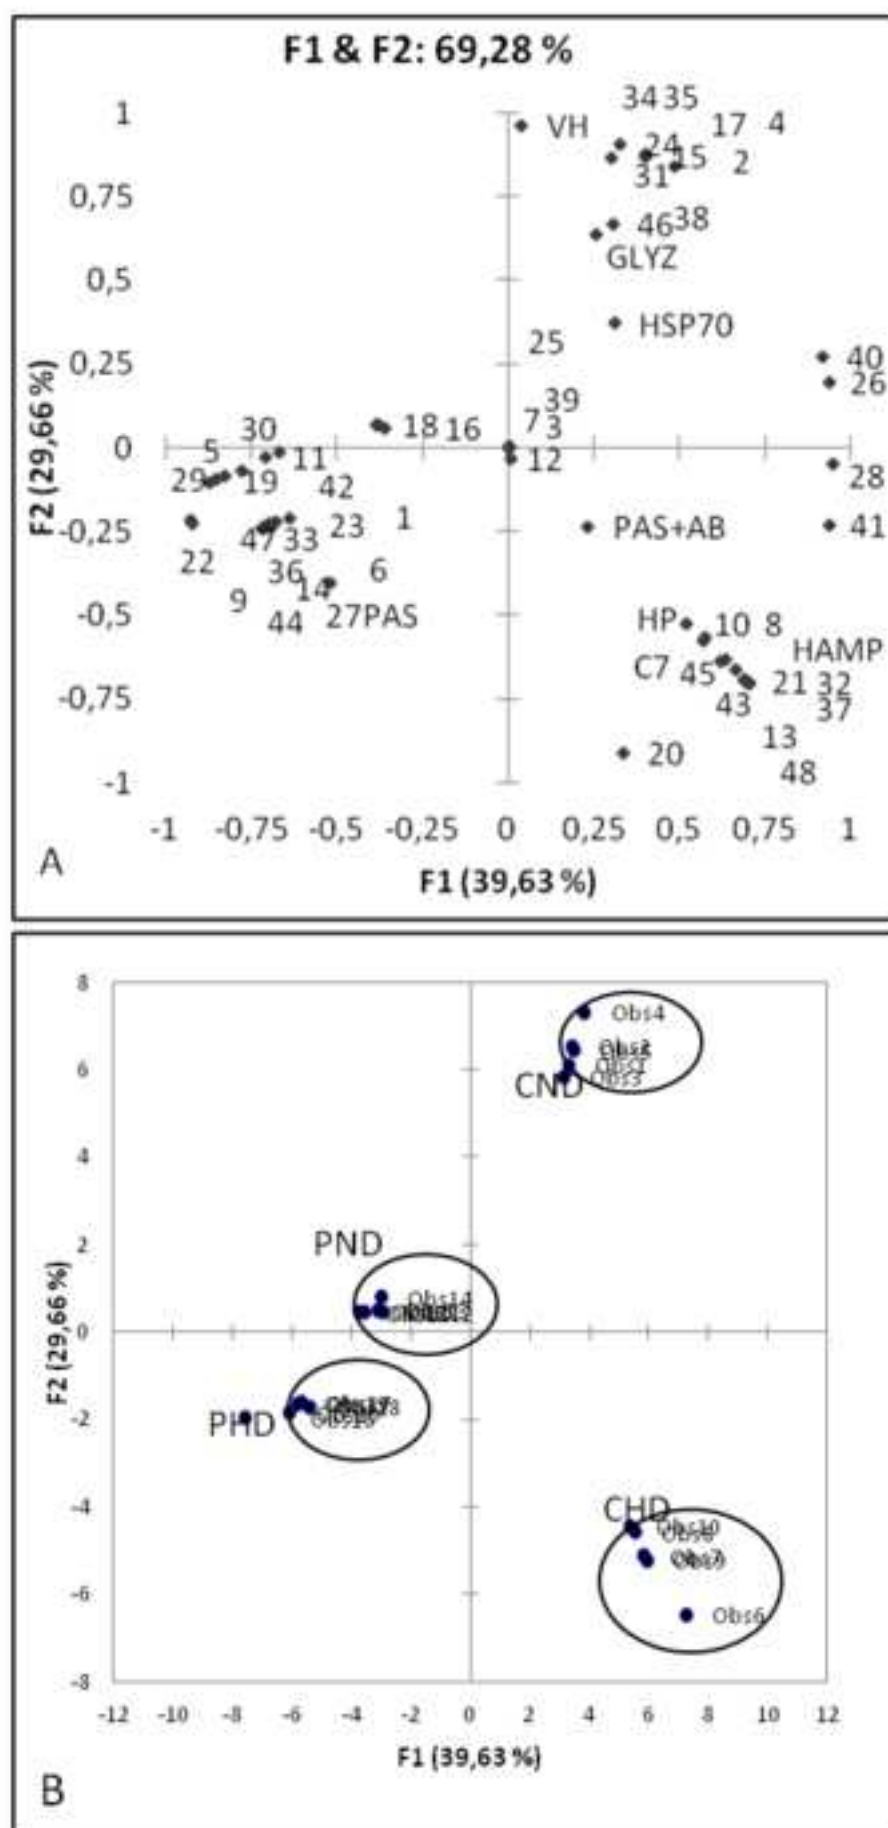 F1 & F2: 69,28 %
34 35
1 VH 24 17 4
31 15 2
0,75
46 38
GLYZ
0,5
HSP70
25
0,25 40
26
39
30 18 16 7 3
0
5 11 12
29 19 42 28
-0,25 47 33 23 1 PAS+AB 41
22
36 6
9 14
-0,5 44 27 PAS HP 10 8
HAMP
C7 45 21 32
-0,75 43 37
13
20
-1 48
-1 -0,75 -0,5 -0,25 0 0,25 0,5 0,75 1
F2 (29,66 %)
F1 (39,63 %)
A
8
Obs4
6
Obs1
CND Obs3
4
2
PND
Obs14
0
-2
PHD
-4
CHD
Obs10
Obs7
-6
Obs6
-8
-12 -10 -8 -6 -4 -2 0 2 4 6 8 10 12
F2 (29,66 %)
F1 (39,63 %)
B